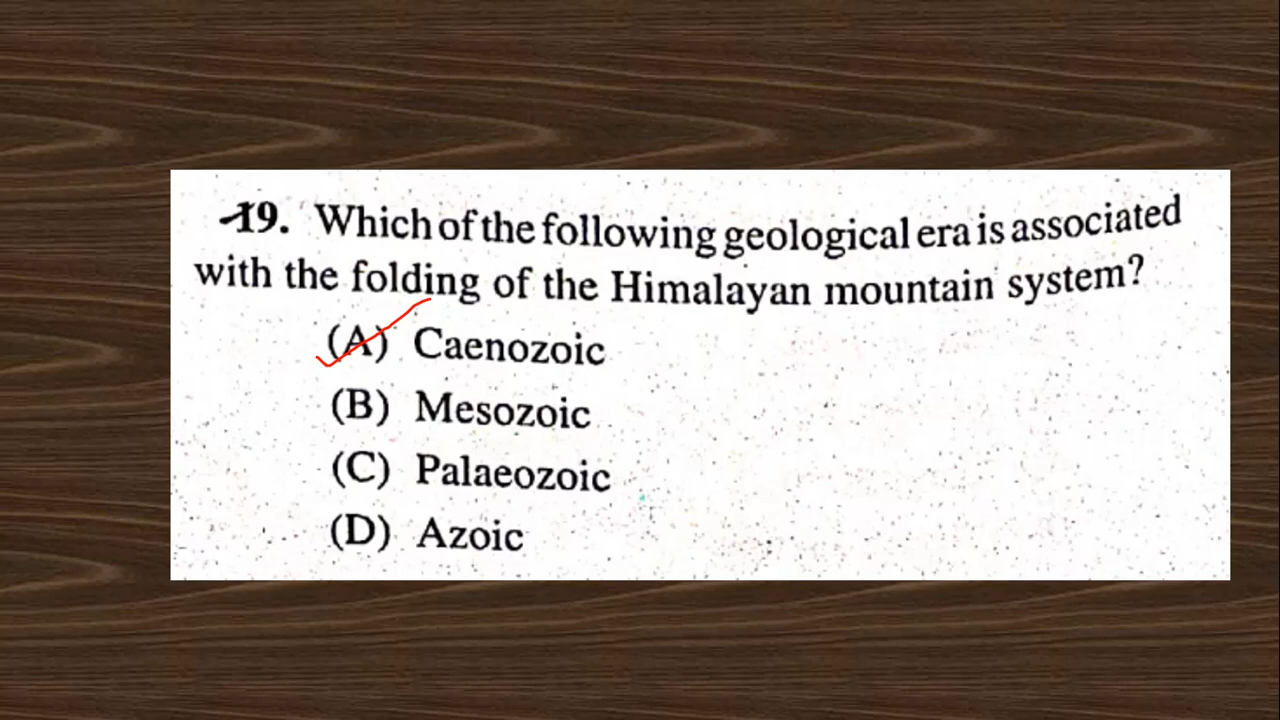 19. Which of the following geological era is associated
with the folding of the Himalayan mountain system?
(A) Caenozoic
(B) Mesozoic
(C) Palaeozoic
(D) Azoic